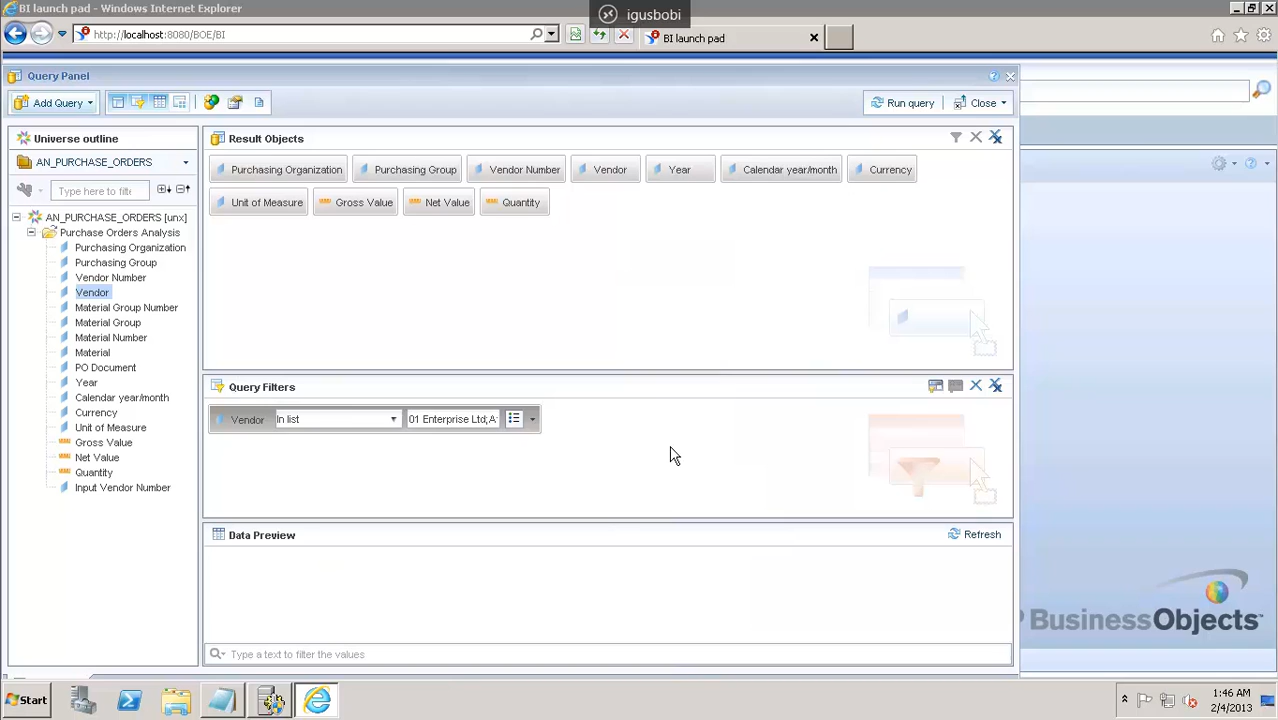 BI launch pad - Windows Internet Explorer
igusbobi
http://localhost:8080/BOE/BI
BI launch pad
Query Panel
Add Query
Run query
Close
Universe outline
Result Objects
AN_PURCHASE_ORDERS
Purchasing Organization
Purchasing Group
Vendor Number
Vendor
Year
Calendar year/month
Currency
Type here to filte
Unit of Measure
Gross Value
Net Value
Quantity
AN_PURCHASE_ORDERS [unx]
Purchase Orders Analysis
Purchasing Organization
Purchasing Group
Vendor Number
Vendor
Material Group Number
Material Group
Material Number
Material
PO Document
Year
Calendar year/month
Currency
Unit of Measure
Gross Value
Net Value
Quantity
Input Vendor Number
Query Filters
Vendor In list 01 Enterprise Ltd;A
Data Preview
Refresh
Type a text to filter the values
BusinessObjects™
Start
1:46 AM
2/4/2013